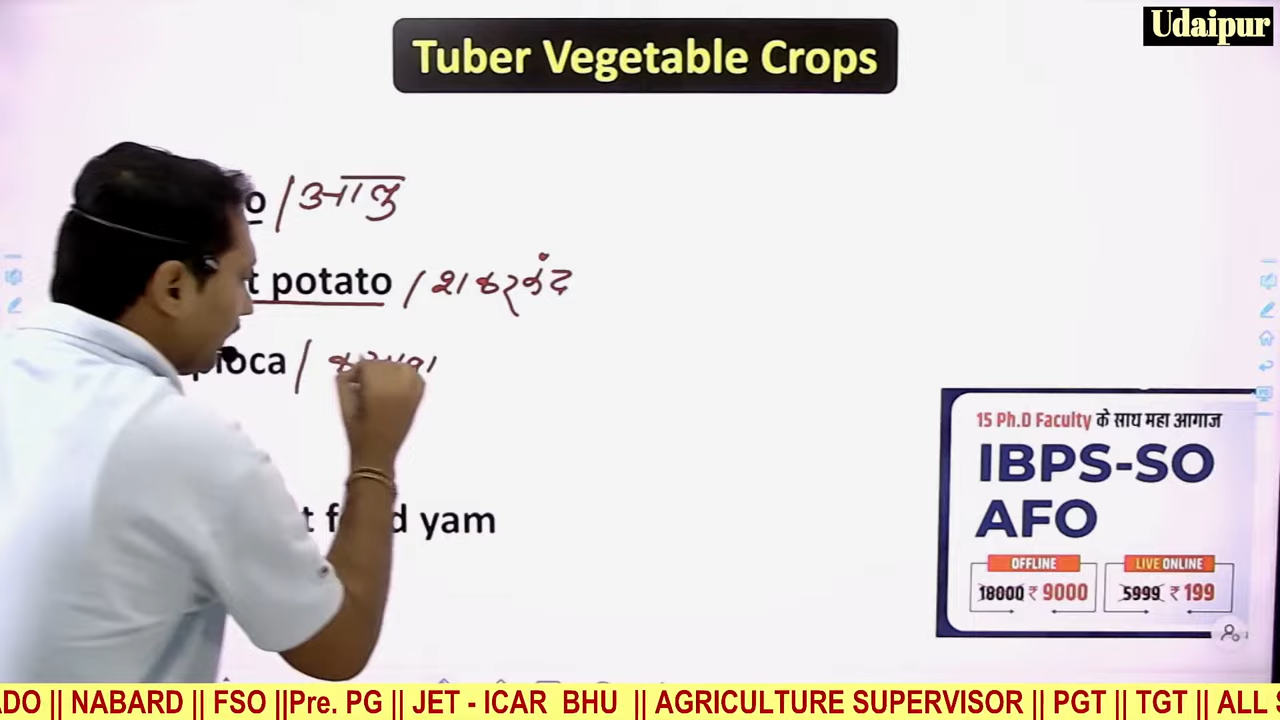 Udaipur
Tuber Vegetable Crops
o / आलु
t potato / शकरकंद
pioca /
t f d yam
15 Ph.D Faculty के साथ महा आगाज
IBPS-SO
AFO
OFFLINE LIVE ONLINE
18000 ₹ 9000 5999 ₹ 199
ADO || NABARD || FSO ||Pre. PG || JET - ICAR BHU || AGRICULTURE SUPERVISOR || PGT || TGT || ALL S